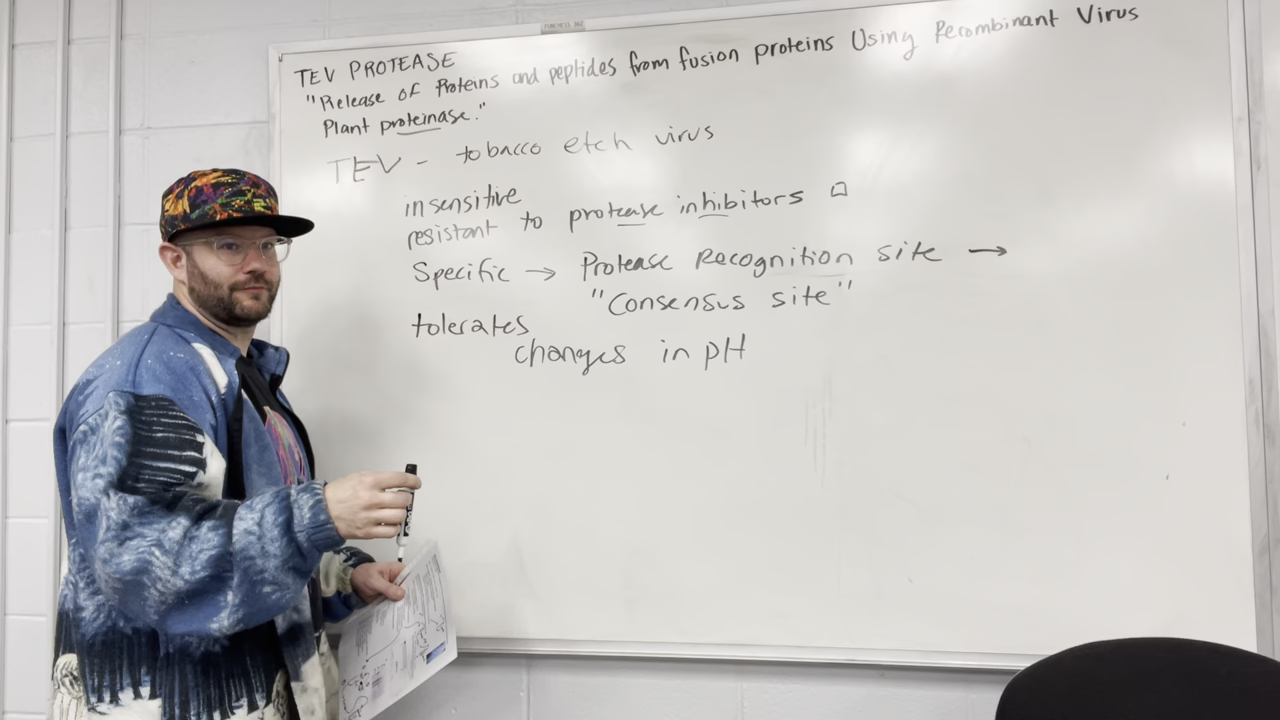 TEV PROTEASE
"Release of Proteins and peptides from fusion proteins Using Recombinant Virus
Plant proteinase."
TEV - tobacco etch virus
insensitive
resistant to protease inhibitors □
Specific → Protease Recognition site →
"Consensus site"
tolerates
changes in pH